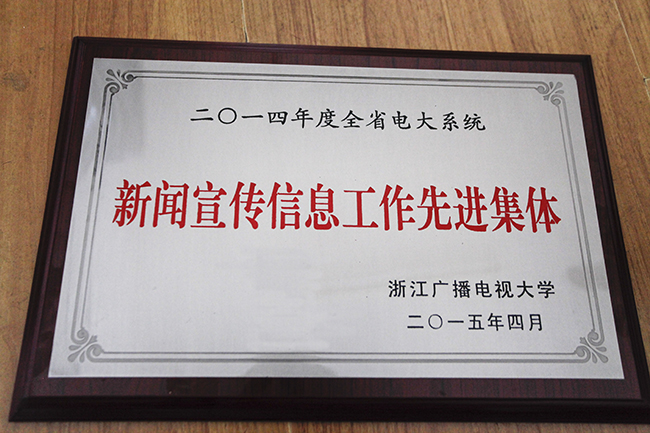 二〇一四年度全省电大系统
新闻宣传信息工作先进集体
浙江广播电视大学
二〇一五年四月